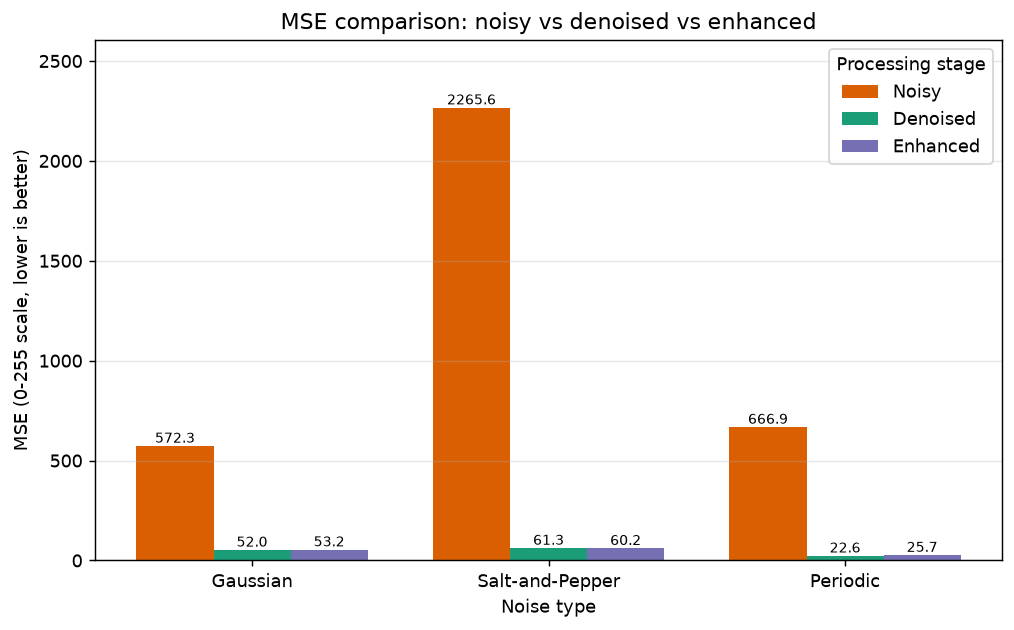 MSE comparison: noisy vs denoised vs enhanced
MSE (0-255 scale, lower is better)
2500
2000
1500
1000
500
0
Processing stage
Noisy
Denoised
Enhanced
572.3
52.0
53.2
2265.6
61.3
60.2
666.9
22.6
25.7
Gaussian
Salt-and-Pepper
Periodic
Noise type